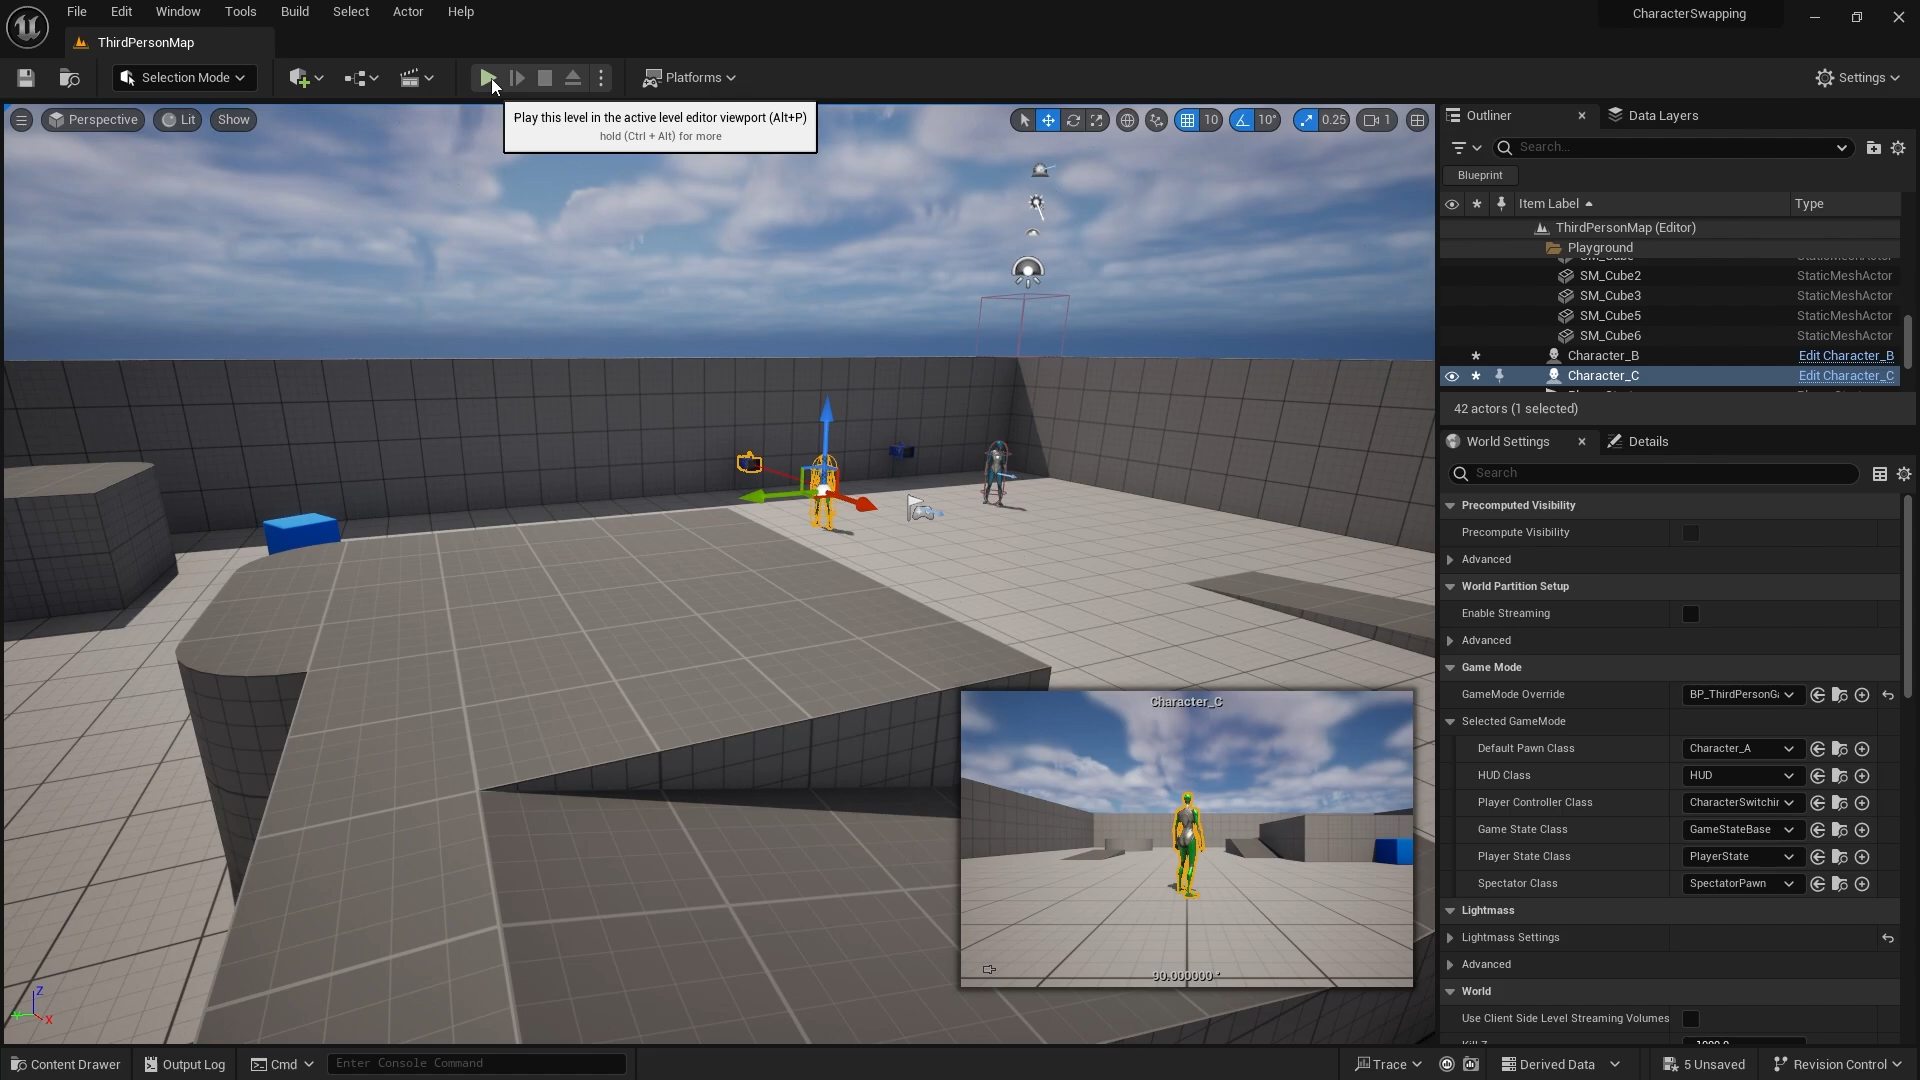 File Edit Window Tools Build Select Actor Help
CharacterSwapping
ThirdPersonMap
Selection Mode
Platforms
Settings
Perspective Lit Show
Play this level in the active level editor viewport (Alt+P)
hold (Ctrl + Alt) for more
10 10° 0.25 1
Outliner
Data Layers
Search...
Blueprint
Item Label Type
ThirdPersonMap (Editor)
Playground
SM_Cube2 StaticMeshActor
SM_Cube3 StaticMeshActor
SM_Cube5 StaticMeshActor
SM_Cube6 StaticMeshActor
Character_B Edit Character_B
Character_C Edit Character_C
42 actors (1 selected)
World Settings
Details
Search
Precomputed Visibility
Precompute Visibility
Advanced
World Partition Setup
Enable Streaming
Advanced
Game Mode
GameMode Override BP_ThirdPersonGa
Selected GameMode
Default Pawn Class Character_A
HUD Class HUD
Player Controller Class CharacterSwitchin
Game State Class GameStateBase
Player State Class PlayerState
Spectator Class SpectatorPawn
Lightmass
Lightmass Settings
Advanced
World
Use Client Side Level Streaming Volumes
Character_C
90.000000 °
Z
Y
X
Content Drawer
Output Log
Cmd
Enter Console Command
Trace
Derived Data
5 Unsaved
Revision Control